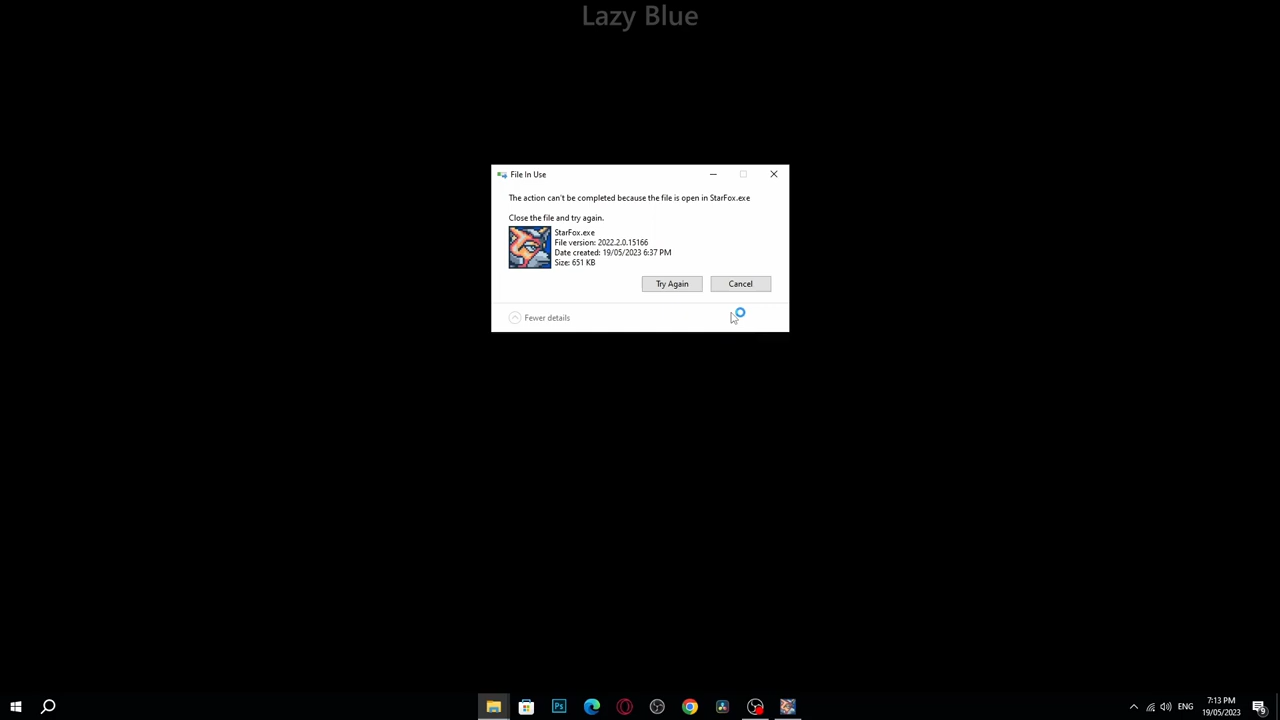 Lazy Blue
File In Use
The action can't be completed because the file is open in StarFox.exe
Close the file and try again.
StarFox.exe
File version: 2022.2.0.15166
Date created: 19/05/2023 6:37 PM
Size: 651 KB
Try Again
Cancel
Fewer details
Ps
ENG
7:13 PM
19/05/2023